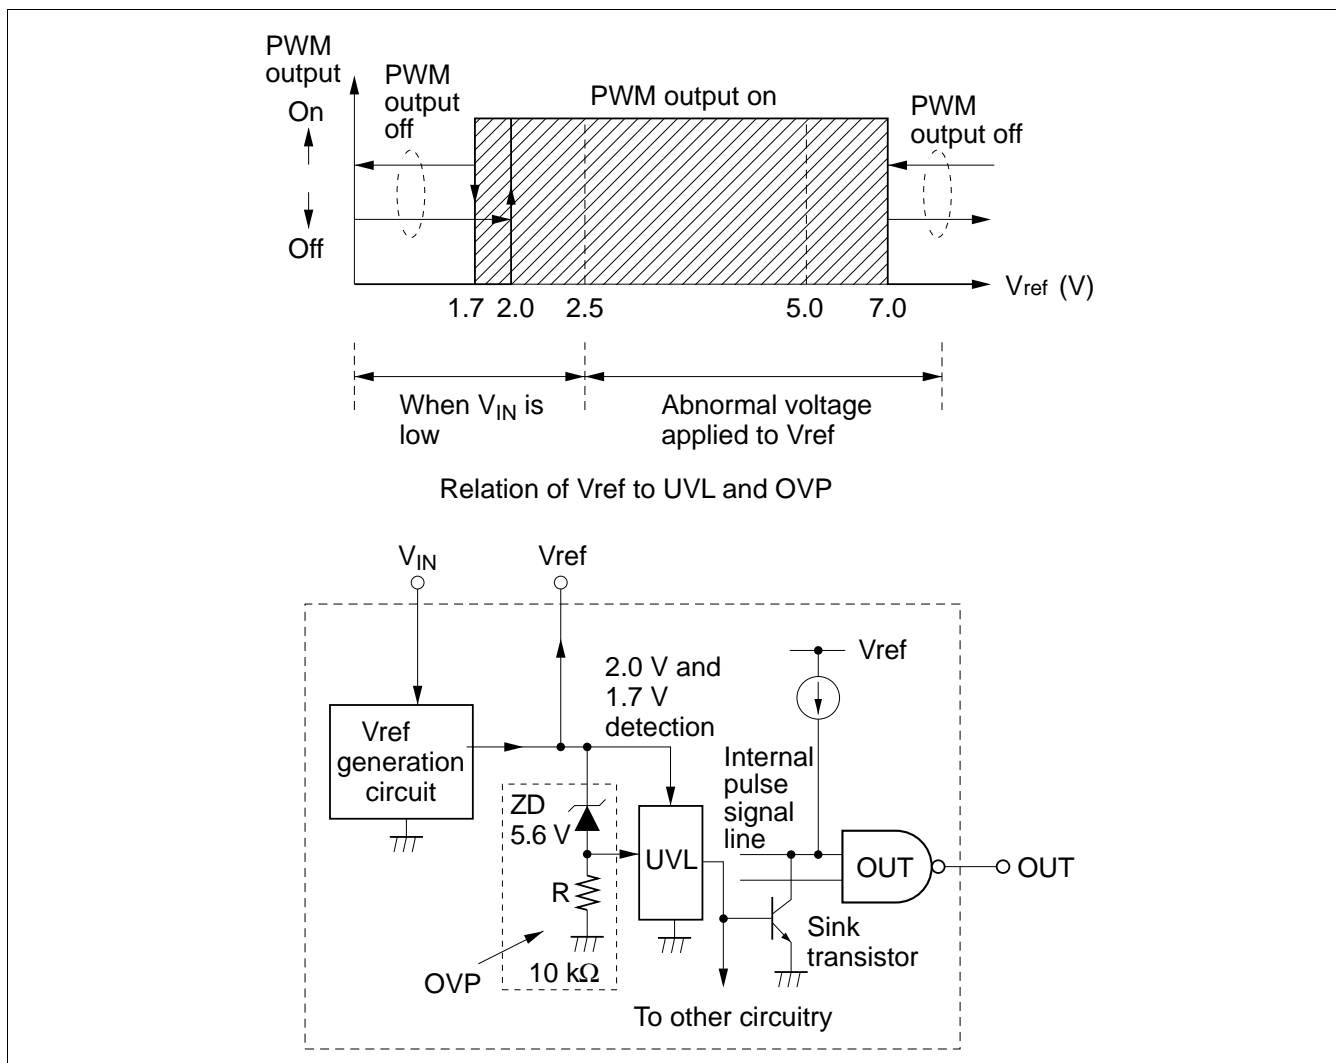 PWM
output
On
Off
PWM
output
off
PWM output on
PWM
output off
1.7 2.0 2.5 5.0 7.0
Vref (V)
When VIN is
low
Abnormal voltage
applied to Vref
Relation of Vref to UVL and OVP
VIN
Vref
Vref
generation
circuit
2.0 V and
1.7 V
detection
Vref
Internal
pulse
signal
line
ZD
5.6 V
R
10 kΩ
OVP
UVL
OUT
OUT
Sink
transistor
To other circuitry